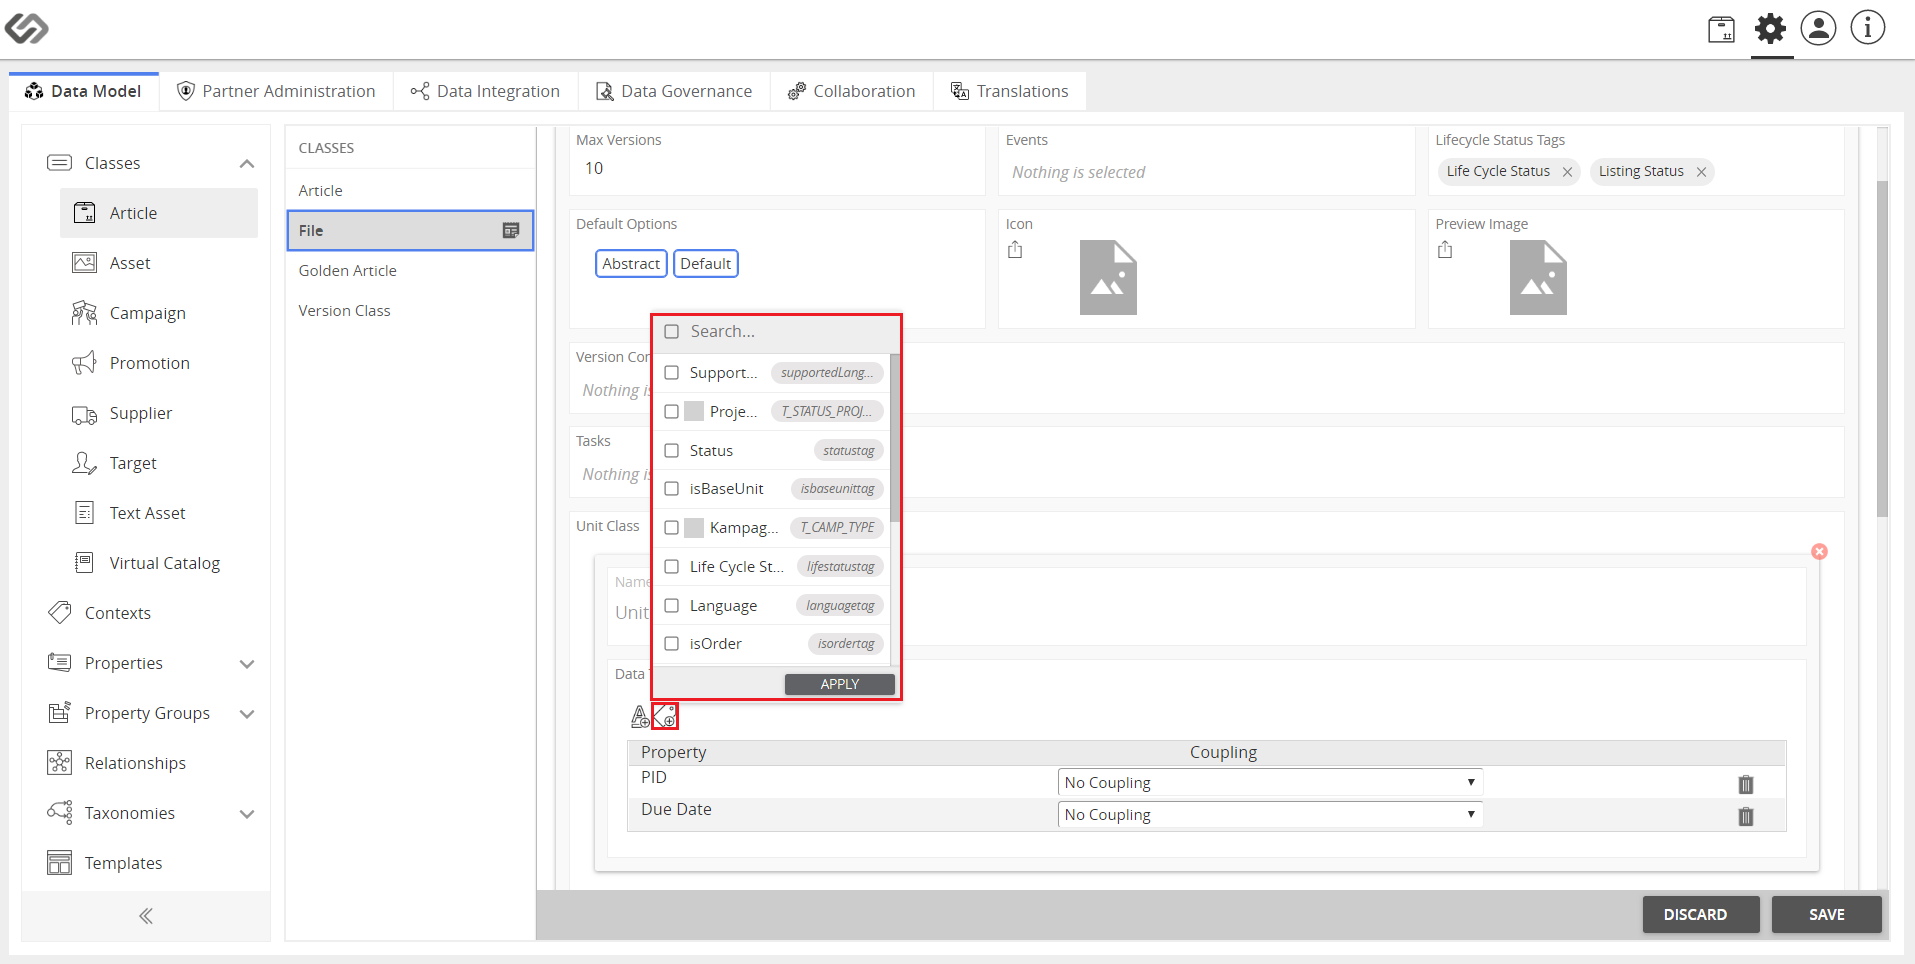 Data Model
Partner Administration
Data Integration
Data Governance
Collaboration
Translations
Classes
Article
Asset
Campaign
Promotion
Supplier
Target
Text Asset
Virtual Catalog
Contexts
Properties
Property Groups
Relationships
Taxonomies
Templates
CLASSES
Article
File
Golden Article
Version Class
Max Versions
10
Events
Nothing is selected
Lifecycle Status Tags
Life Cycle Status
Listing Status
Default Options
Abstract
Default
Icon
Preview Image
Version Con
Nothing is
Tasks
Nothing is
Unit Class
Name
Unit
Data
Search...
Support... supportedLang...
Proje... T_STATUS_PROJ...
Status statustag
isBaseUnit isbaseunittag
Kampag... T_CAMP_TYPE
Life Cycle St... lifestatustag
Language languagetag
isOrder isordertag
APPLY
Property Coupling
PID No Coupling
Due Date No Coupling
DISCARD
SAVE